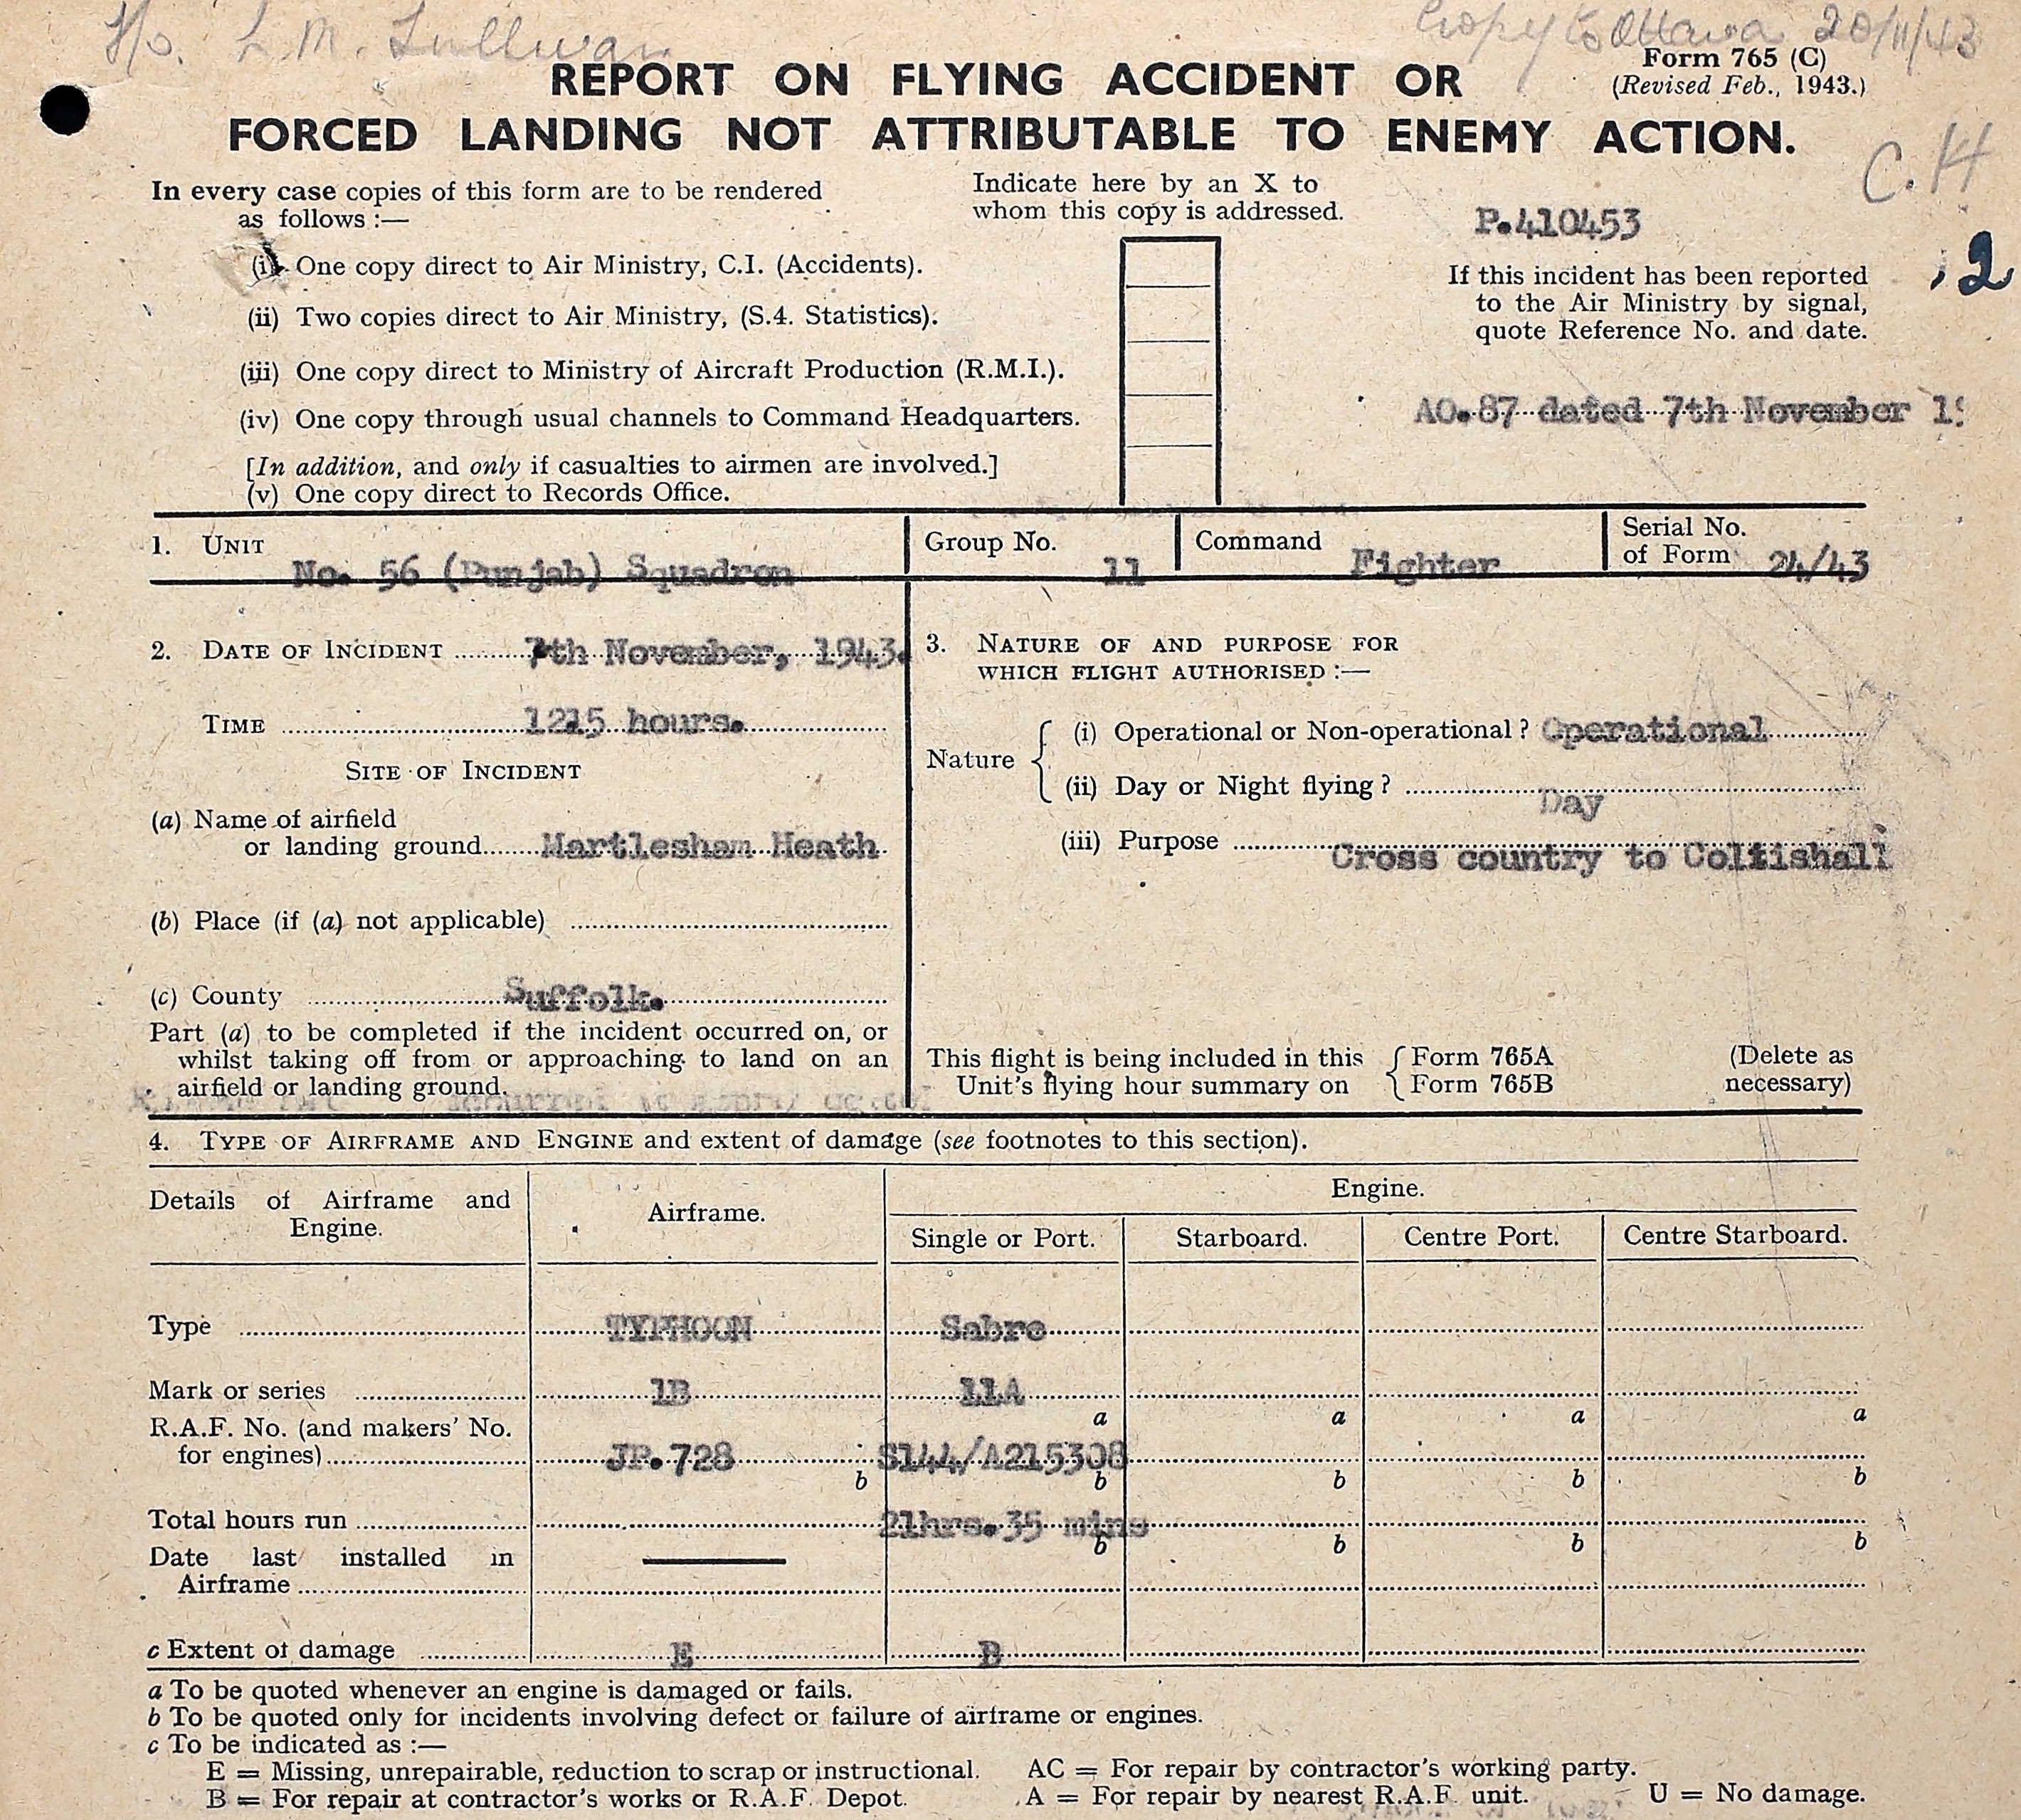 F/o. L. M. Sullivan
Copy to Ottawa 20/11/43
Form 765 (C)
(Revised Feb., 1943.)
REPORT ON FLYING ACCIDENT OR
FORCED LANDING NOT ATTRIBUTABLE TO ENEMY ACTION.
C.H
In every case copies of this form are to be rendered
as follows :—
Indicate here by an X to
whom this copy is addressed.
P.410453
2
(i) One copy direct to Air Ministry, C.I. (Accidents).
(ii) Two copies direct to Air Ministry, (S.4. Statistics).
(iii) One copy direct to Ministry of Aircraft Production (R.M.I.).
(iv) One copy through usual channels to Command Headquarters.
[In addition, and only if casualties to airmen are involved.]
(v) One copy direct to Records Office.
If this incident has been reported
to the Air Ministry by signal,
quote Reference No. and date.
AO.87 dated 7th November
1. UNIT No. 56 (Punjab) Squadron
Group No. 11
Command Fighter
Serial No.
of Form 24/43
2. DATE OF INCIDENT 7th November, 1943.
TIME 1215 hours.
SITE OF INCIDENT
(a) Name of airfield
or landing ground Martlesham Heath
(b) Place (if (a) not applicable)
(c) County Suffolk.
Part (a) to be completed if the incident occurred on, or
whilst taking off from or approaching to land on an
airfield or landing ground.
3. NATURE OF AND PURPOSE FOR
WHICH FLIGHT AUTHORISED :—
Nature
(i) Operational or Non-operational ? Operational
(ii) Day or Night flying ? Day
(iii) Purpose Cross country to Coltishall
This flight is being included in this
Unit's flying hour summary on
Form 765A
Form 765B
(Delete as
necessary)
4. TYPE OF AIRFRAME AND ENGINE and extent of damage (see footnotes to this section).
Details of Airframe and
Engine.
Airframe.
Engine.
Single or Port. Starboard. Centre Port. Centre Starboard.
Type TYPHOON Sabre
Mark or series 1B 11A
a a a a
R.A.F. No. (and makers' No.
for engines) JP.728 S144/A215308
b b b b b
Total hours run 21hrs.35 mins
b b b b
Date last installed in
Airframe
c Extent of damage E B
a To be quoted whenever an engine is damaged or fails.
b To be quoted only for incidents involving defect or failure of airframe or engines.
c To be indicated as :—
E = Missing, unrepairable, reduction to scrap or instructional. AC = For repair by contractor's working party.
B = For repair at contractor's works or R.A.F. Depot. A = For repair by nearest R.A.F. unit. U = No damage.